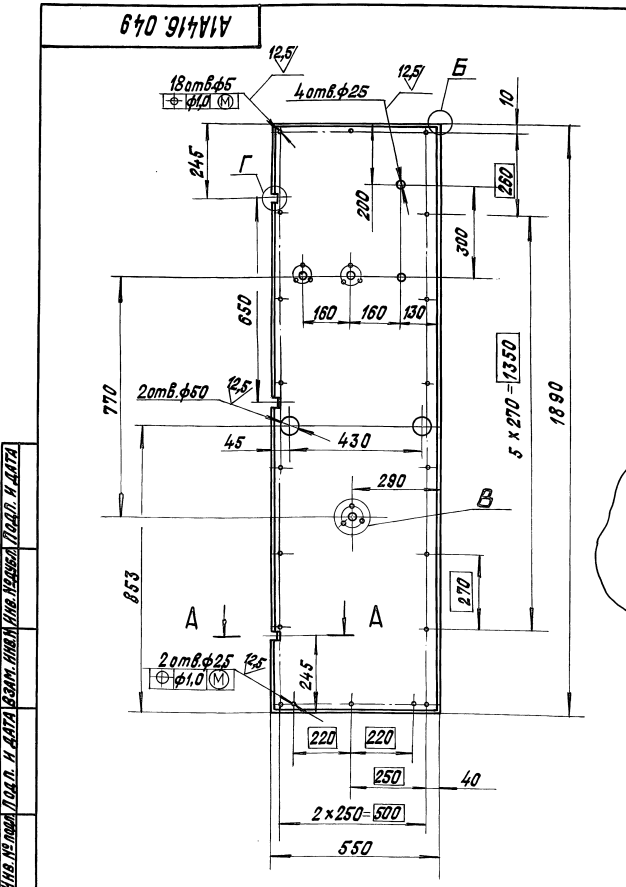 А1А416.049
12,5
18отв.ф5
⌖ ф1,0 Ⓜ
12,5
4отв.ф25
Б
10
245
Г
200
260
300
650
160 160 130
770
5 x 270 = 1350
1890
2отв.ф50
12,5
45 430
290
В
853
270
А А
2отв.ф2,5
12,5
⌖ ф1,0 Ⓜ
245
220 220
250 40
2×250=500
550
Инв. № подл. Подп. и дата Взам. инв.№ Инв. №дубл. Подп. и дата